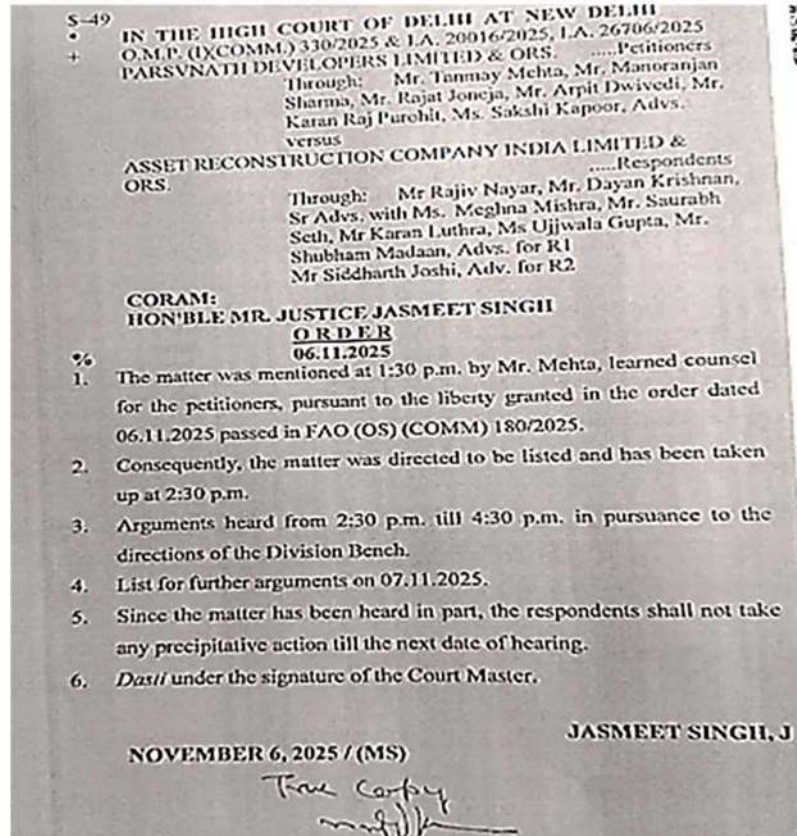 S-49
* IN THE HIGH COURT OF DELHI AT NEW DELHI
+ O.M.P. (I)(COMM.) 330/2025 & I.A. 20016/2025, I.A. 26706/2025
PARSVNATH DEVELOPERS LIMITED & ORS. .....Petitioners
Through: Mr. Tanmay Mehta, Mr. Manoranjan
Sharma, Mr. Rajat Joneja, Mr. Arpit Dwivedi, Mr.
Karan Raj Purohit, Ms. Sakshi Kapoor, Advs.
versus
ASSET RECONSTRUCTION COMPANY INDIA LIMITED &
ORS. .....Respondents
Through: Mr Rajiv Nayar, Mr. Dayan Krishnan,
Sr Advs. with Ms. Meghna Mishra, Mr. Saurabh
Seth, Mr Karan Luthra, Ms Ujjwala Gupta, Mr.
Shubham Madaan, Advs. for R1
Mr Siddharth Joshi, Adv. for R2
CORAM:
HON'BLE MR. JUSTICE JASMEET SINGH
ORDER
% 06.11.2025
1. The matter was mentioned at 1:30 p.m. by Mr. Mehta, learned counsel
for the petitioners, pursuant to the liberty granted in the order dated
06.11.2025 passed in FAO (OS) (COMM) 180/2025.
2. Consequently, the matter was directed to be listed and has been taken
up at 2:30 p.m.
3. Arguments heard from 2:30 p.m. till 4:30 p.m. in pursuance to the
directions of the Division Bench.
4. List for further arguments on 07.11.2025.
5. Since the matter has been heard in part, the respondents shall not take
any precipitative action till the next date of hearing.
6. Dasti under the signature of the Court Master.
JASMEET SINGH, J
NOVEMBER 6, 2025 / (MS)
True Copy